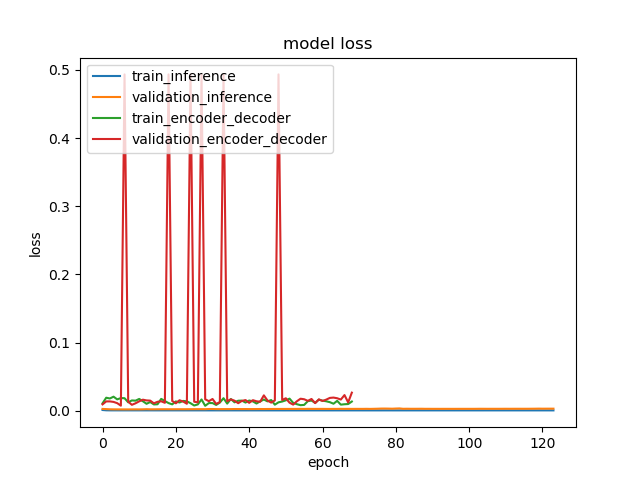 model loss
train_inference
validation_inference
train_encoder_decoder
validation_encoder_decoder
0.5
0.4
0.3
0.2
0.1
0.0
loss
0 20 40 60 80 100 120
epoch